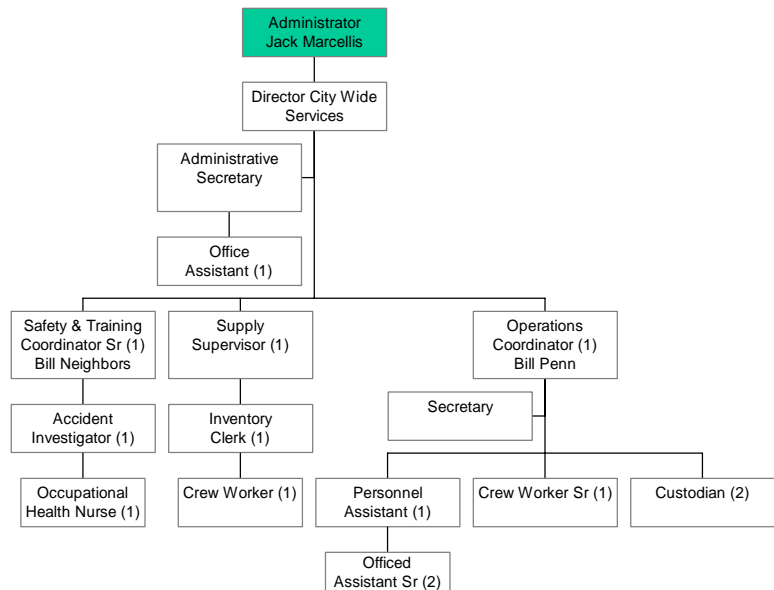 Administrator
Jack Marcellis
Director City Wide
Services
Administrative
Secretary
Office
Assistant (1)
Safety & Training
Coordinator Sr (1)
Bill Neighbors
Supply
Supervisor (1)
Operations
Coordinator (1)
Bill Penn
Secretary
Accident
Investigator (1)
Inventory
Clerk (1)
Occupational
Health Nurse (1)
Crew Worker (1)
Personnel
Assistant (1)
Crew Worker Sr (1)
Custodian (2)
Officed
Assistant Sr (2)